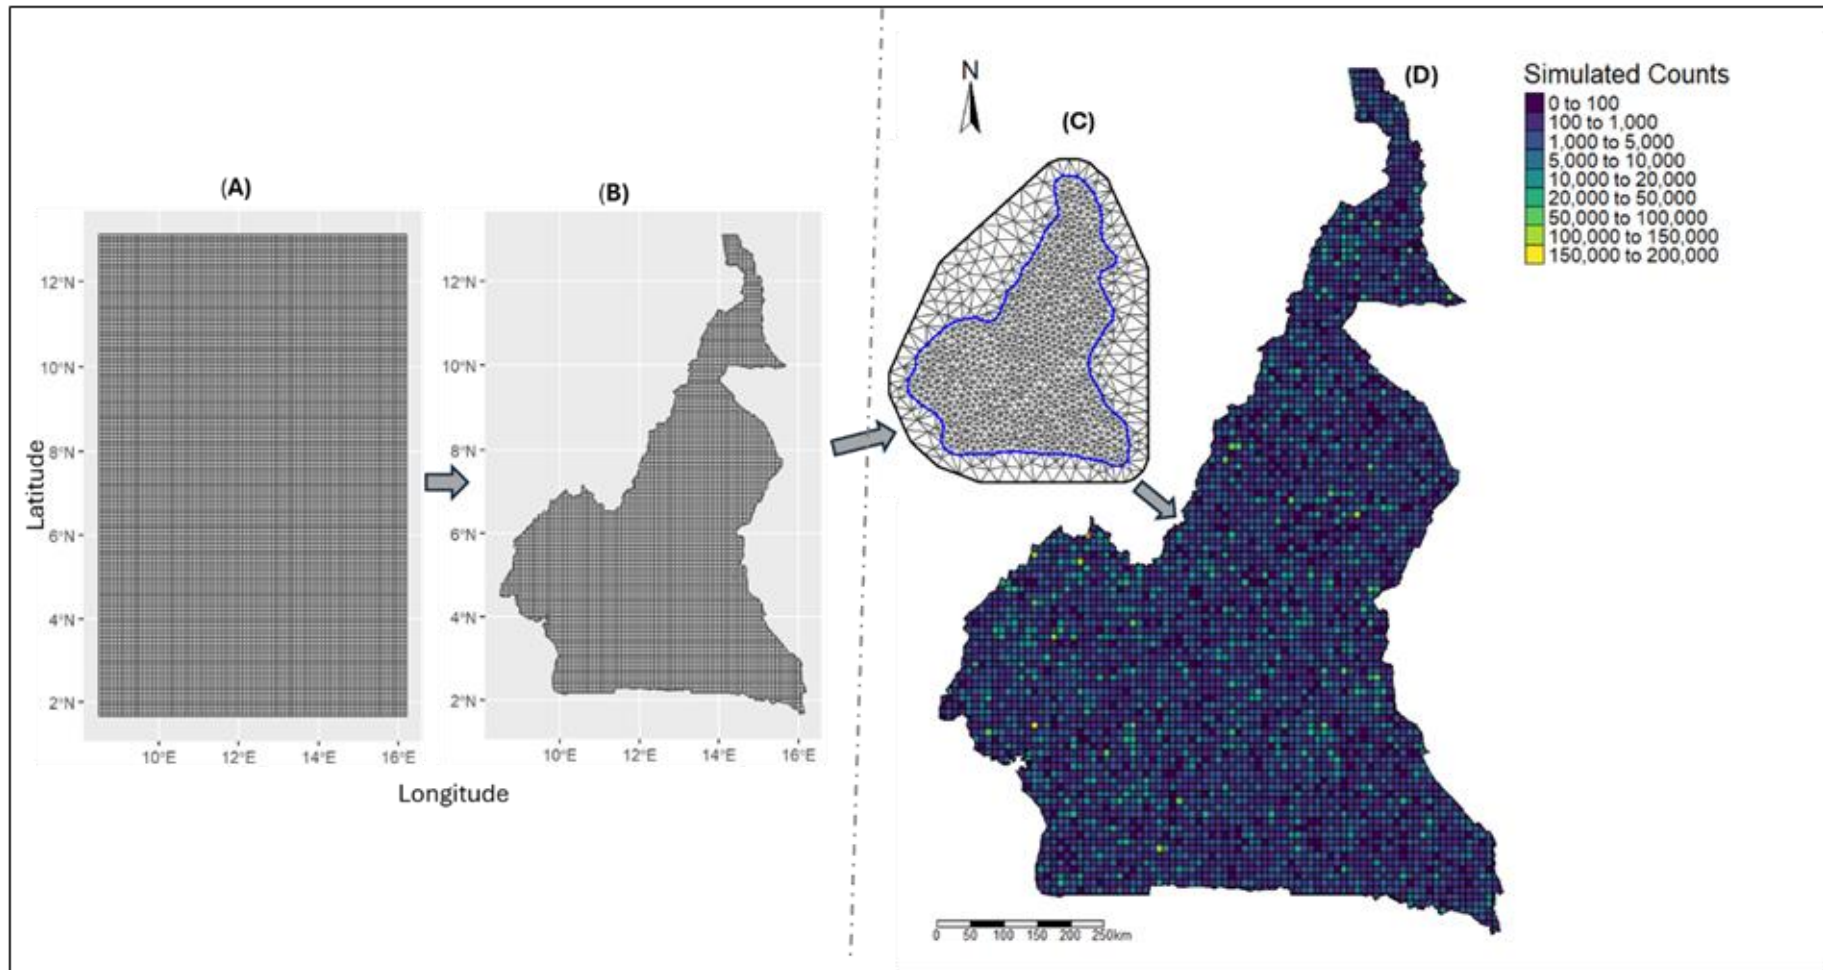 (A)
12°N
10°N
8°N
6°N
4°N
2°N
10°E
12°E
14°E
16°E
Latitude
Longitude
(B)
12°N
10°N
8°N
6°N
4°N
2°N
10°E
12°E
14°E
16°E
N
(C)
(D)
Simulated Counts
0 to 100
100 to 1,000
1,000 to 5,000
5,000 to 10,000
10,000 to 20,000
20,000 to 50,000
50,000 to 100,000
100,000 to 150,000
150,000 to 200,000
0 50 100 150 200 250km